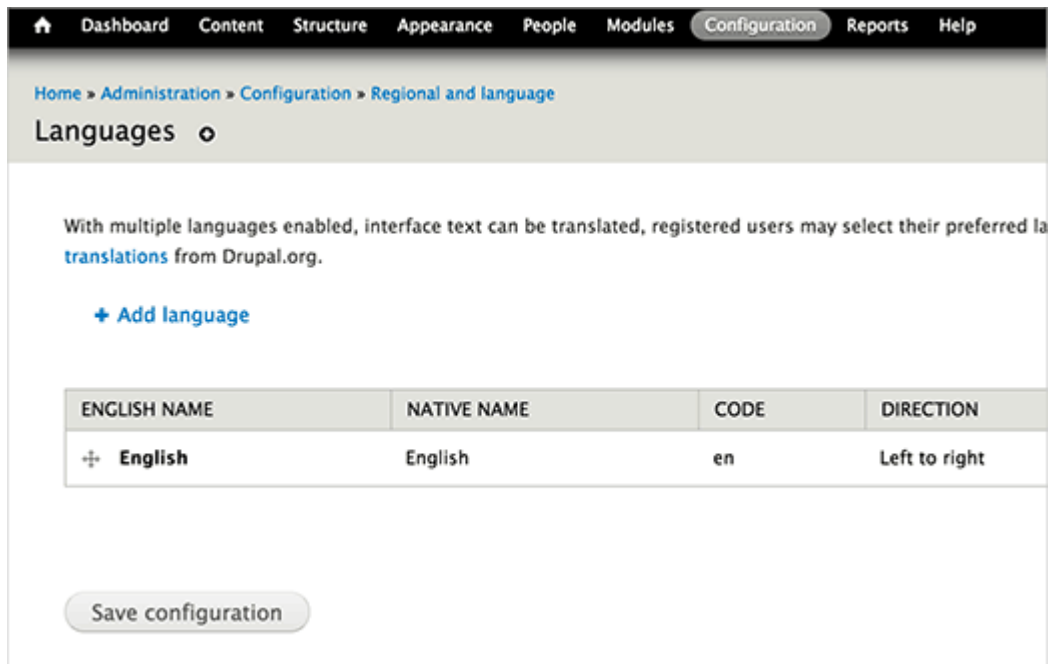 Dashboard Content Structure Appearance People Modules Configuration Reports Help
Home » Administration » Configuration » Regional and language
Languages
With multiple languages enabled, interface text can be translated, registered users may select their preferred la
translations from Drupal.org.
+ Add language
ENGLISH NAME NATIVE NAME CODE DIRECTION
English English en Left to right
Save configuration